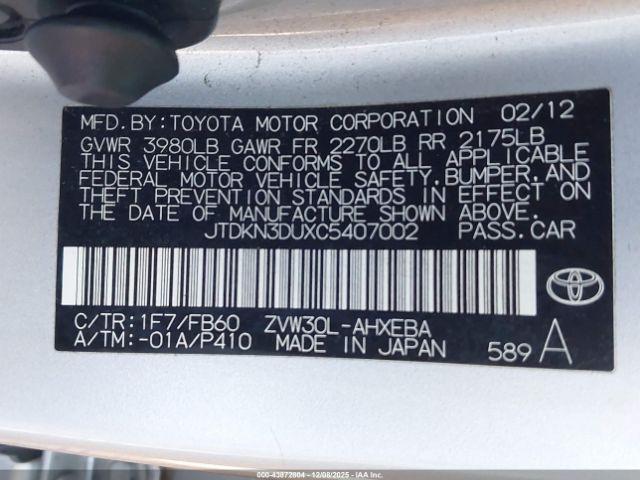 MFD. BY: TOYOTA MOTOR CORPORATION 02/12
GVWR 3980LB GAWR FR 2270LB RR 2175LB
THIS VEHICLE CONFORMS TO ALL APPLICABLE
FEDERAL MOTOR VEHICLE SAFETY, BUMPER, AND
THEFT PREVENTION STANDARDS IN EFFECT ON
THE DATE OF MANUFACTURE SHOWN ABOVE.
JTDKN3DUXC5407002 PASS.CAR
C/TR:1F7/FB60 ZVW30L-AHXEBA
A/TM:-01A/P410 MADE IN JAPAN 589 A
TOYOTA
000-43872804 - 12/08/2025 - IAAI.COM